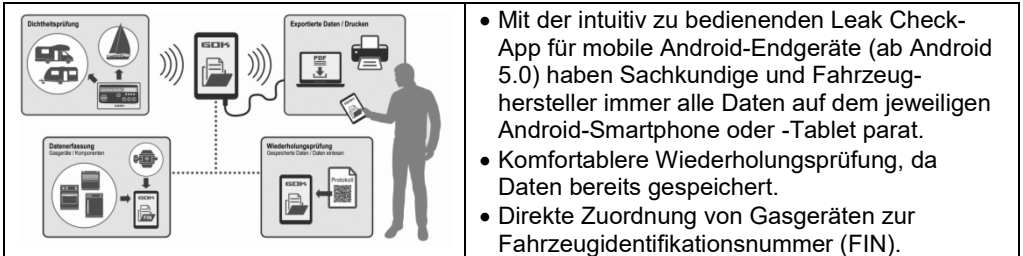 Dichtheitsprüfung
GOK
Exportierte Daten / Drucken
PDF
Datenerfassung
Gasgeräte / Komponenten
GOK
FIN
Wiederholungsprüfung
Gespeicherte Daten / Daten einlesen
GOK
Protokoll
• Mit der intuitiv zu bedienenden Leak Check-
App für mobile Android-Endgeräte (ab Android
5.0) haben Sachkundige und Fahrzeug-
hersteller immer alle Daten auf dem jeweiligen
Android-Smartphone oder -Tablet parat.
• Komfortablere Wiederholungsprüfung, da
Daten bereits gespeichert.
• Direkte Zuordnung von Gasgeräten zur
Fahrzeugidentifikationsnummer (FIN).